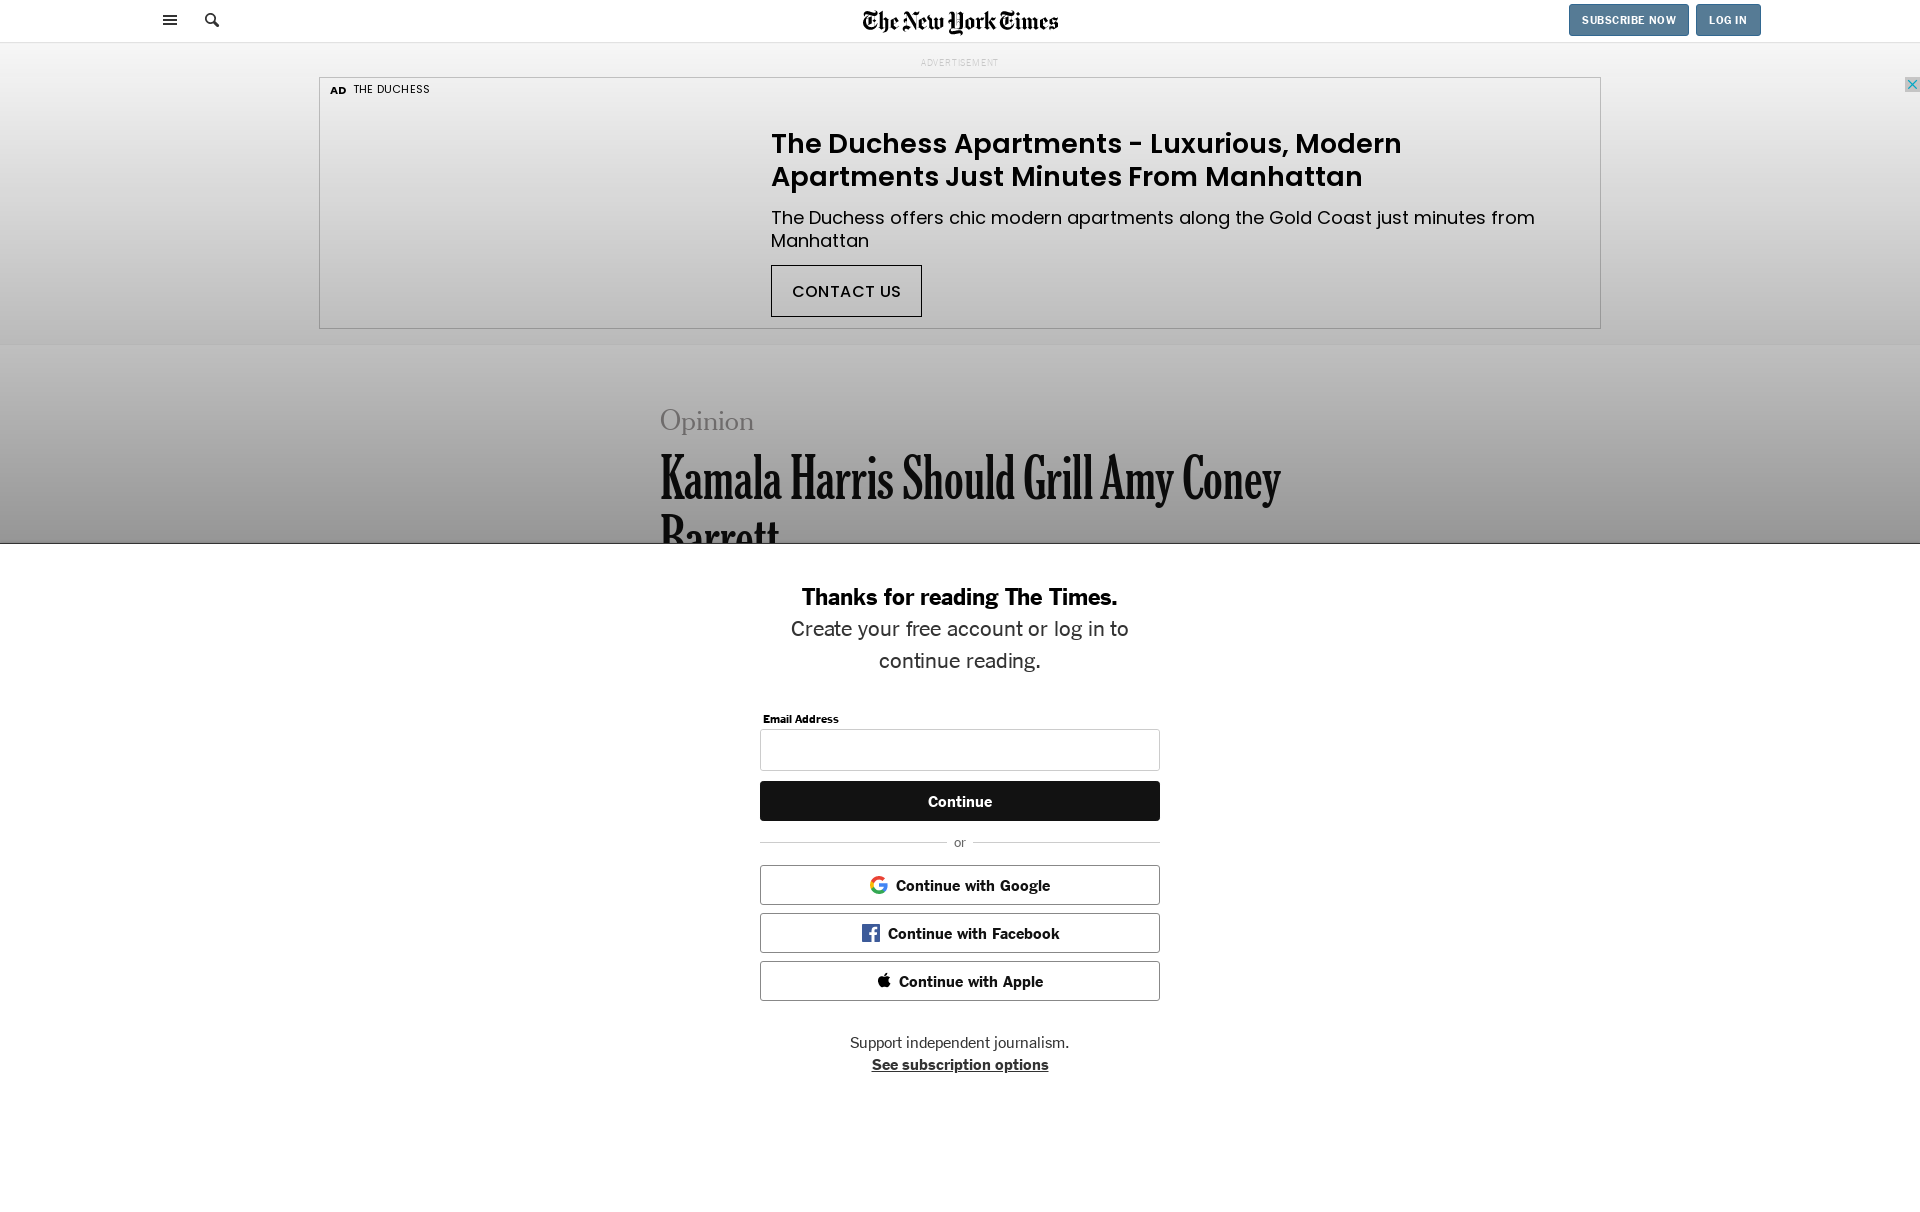 The New York Times
SUBSCRIBE NOW
LOG IN
ADVERTISEMENT
AD THE DUCHESS
The Duchess Apartments - Luxurious, Modern
Apartments Just Minutes From Manhattan
The Duchess offers chic modern apartments along the Gold Coast just minutes from
Manhattan
CONTACT US
Opinion
Kamala Harris Should Grill Amy Coney
Barrett
Thanks for reading The Times.
Create your free account or log in to
continue reading.
Email Address
Continue
or
Continue with Google
Continue with Facebook
Continue with Apple
Support independent journalism.
See subscription options